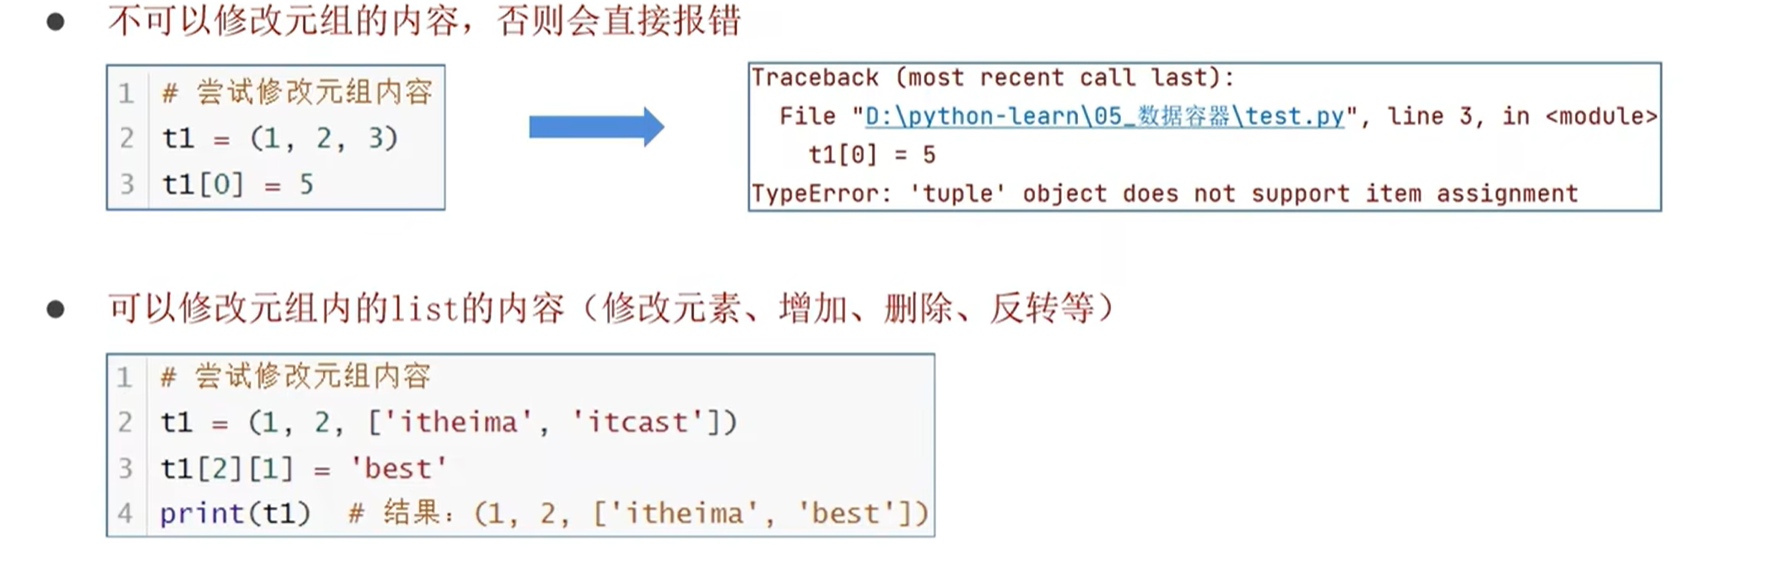 ● 不可以修改元组的内容，否则会直接报错
1 # 尝试修改元组内容
2 t1 = (1, 2, 3)
3 t1[0] = 5
Traceback (most recent call last):
  File "D:\python-learn\05_数据容器\test.py", line 3, in <module>
    t1[0] = 5
TypeError: 'tuple' object does not support item assignment
● 可以修改元组内的list的内容（修改元素、增加、删除、反转等）
1 # 尝试修改元组内容
2 t1 = (1, 2, ['itheima', 'itcast'])
3 t1[2][1] = 'best'
4 print(t1)  # 结果：(1, 2, ['itheima', 'best'])